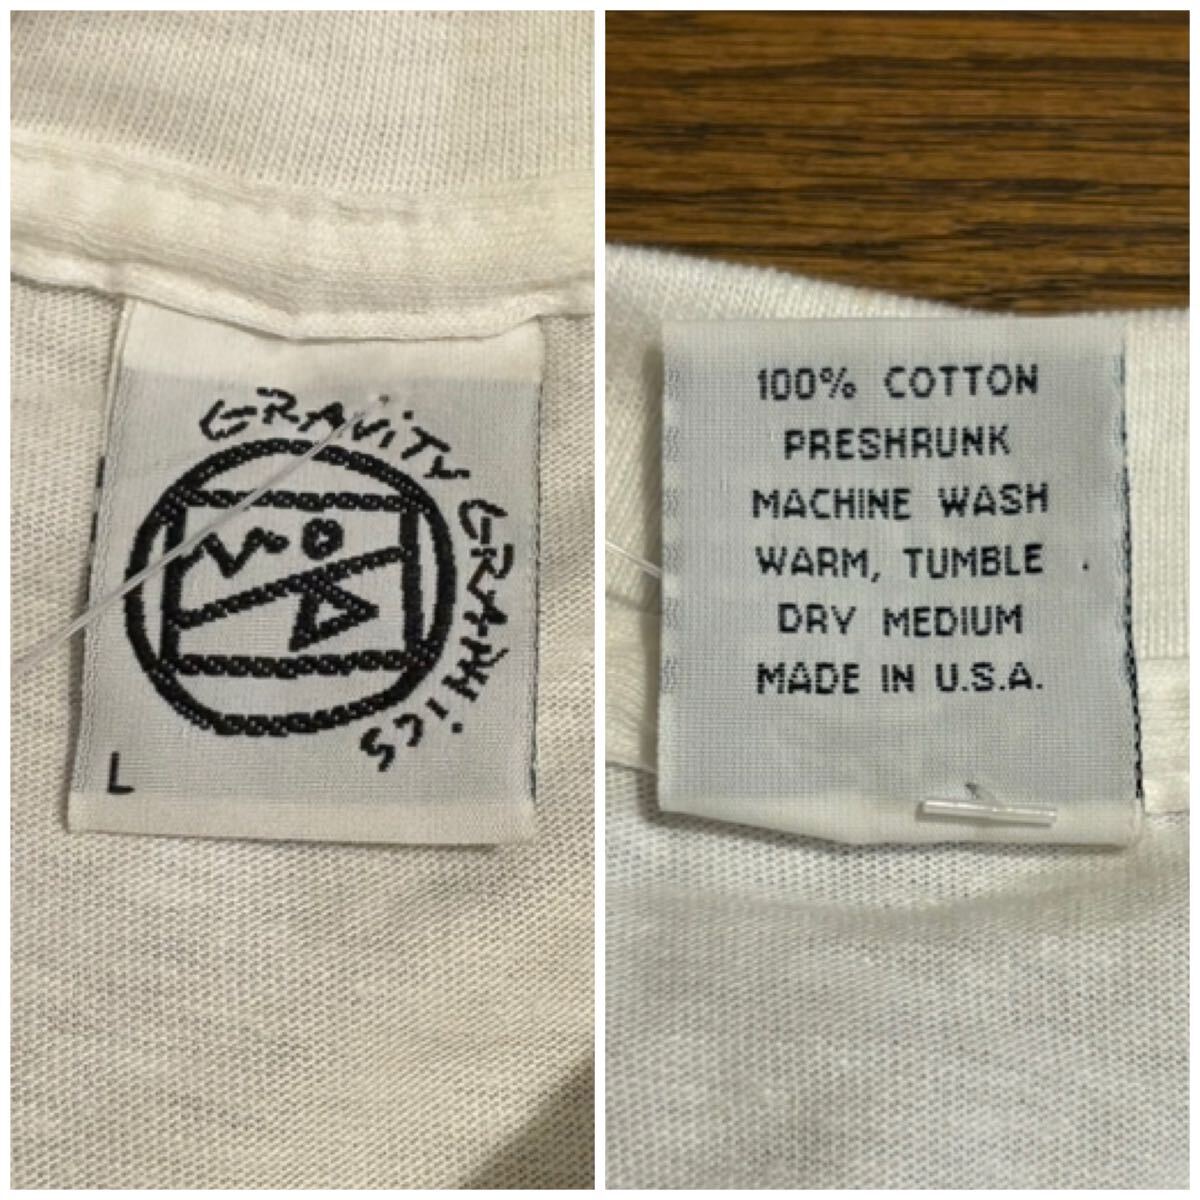 GRAVITY GRAPHICS
L
100% COTTON
PRESHRUNK
MACHINE WASH
WARM, TUMBLE
DRY MEDIUM
MADE IN U.S.A.